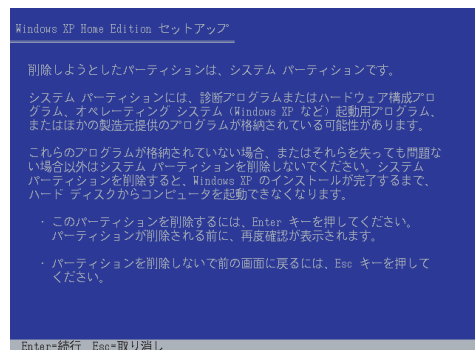 Windows XP Home Edition セットアップ
削除しようとしたパーティションは、システム パーティションです。
システム パーティションには、診断プログラムまたはハードウェア構成プロ
グラム、オペレーティング システム (Windows XP など) 起動用プログラム、
またはほかの製造元提供のプログラムが格納されている可能性があります。
これらのプログラムが格納されていない場合、またはそれらを失っても問題な
い場合以外はシステム パーティションを削除しないでください。システム
パーティションを削除すると、Windows XP のインストールが完了するまで、
ハード ディスクからコンピュータを起動できなくなります。
・ このパーティションを削除するには、Enter キーを押してください。
パーティションが削除される前に、再度確認が表示されます。
・ パーティションを削除しないで前の画面に戻るには、Esc キーを押して
ください。
Enter=続行 Esc=取り消し